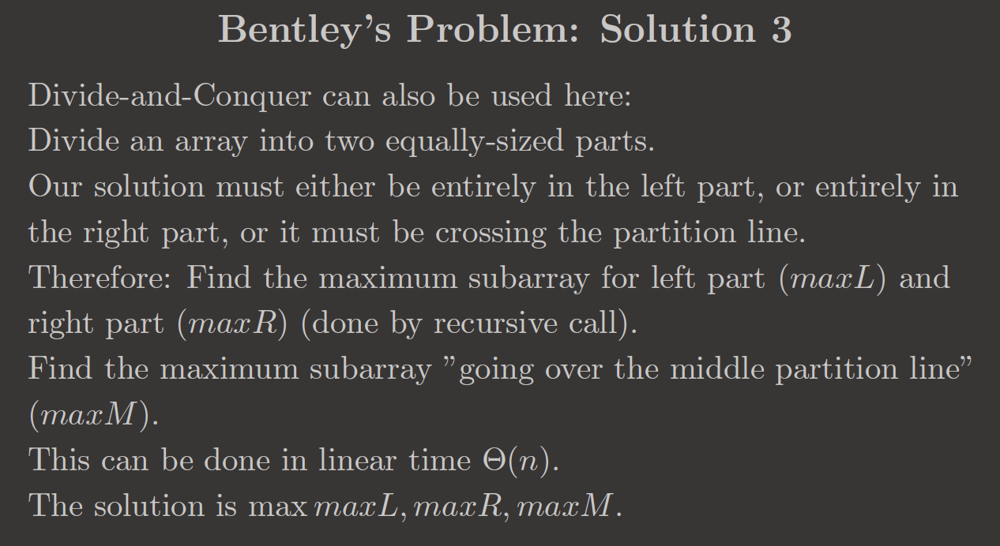 Bentley's Problem: Solution 3
Divide-and-Conquer can also be used here:
Divide an array into two equally-sized parts.
Our solution must either be entirely in the left part, or entirely in
the right part, or it must be crossing the partition line.
Therefore: Find the maximum subarray for left part (maxL) and
right part (maxR) (done by recursive call).
Find the maximum subarray ”going over the middle partition line”
(maxM).
This can be done in linear time Θ(n).
The solution is max maxL, maxR, maxM.